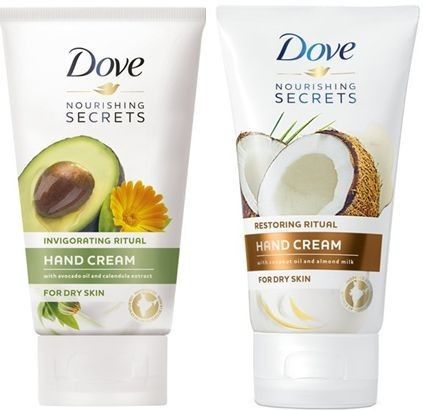 Dove
NOURISHING
SECRETS
INVIGORATING RITUAL
HAND CREAM
with avocado oil and calendula extract
FOR DRY SKIN
Dove
NOURISHING
SECRETS
RESTORING RITUAL
HAND CREAM
with coconut oil and almond milk
FOR DRY SKIN